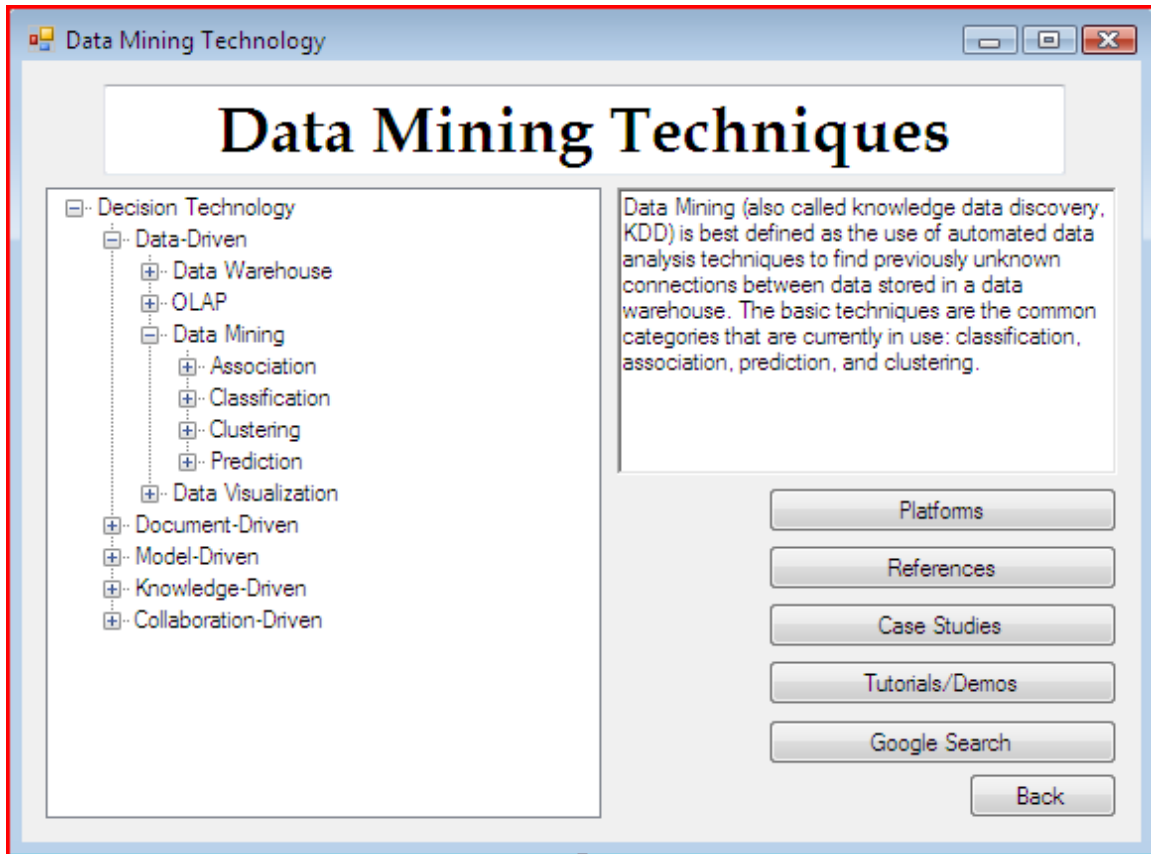 Data Mining Technology
Data Mining Techniques
Decision Technology
Data-Driven
Data Warehouse
OLAP
Data Mining
Association
Classification
Clustering
Prediction
Data Visualization
Document-Driven
Model-Driven
Knowledge-Driven
Collaboration-Driven
Data Mining (also called knowledge data discovery,
KDD) is best defined as the use of automated data
analysis techniques to find previously unknown
connections between data stored in a data
warehouse. The basic techniques are the common
categories that are currently in use: classification,
association, prediction, and clustering.
Platforms
References
Case Studies
Tutorials/Demos
Google Search
Back